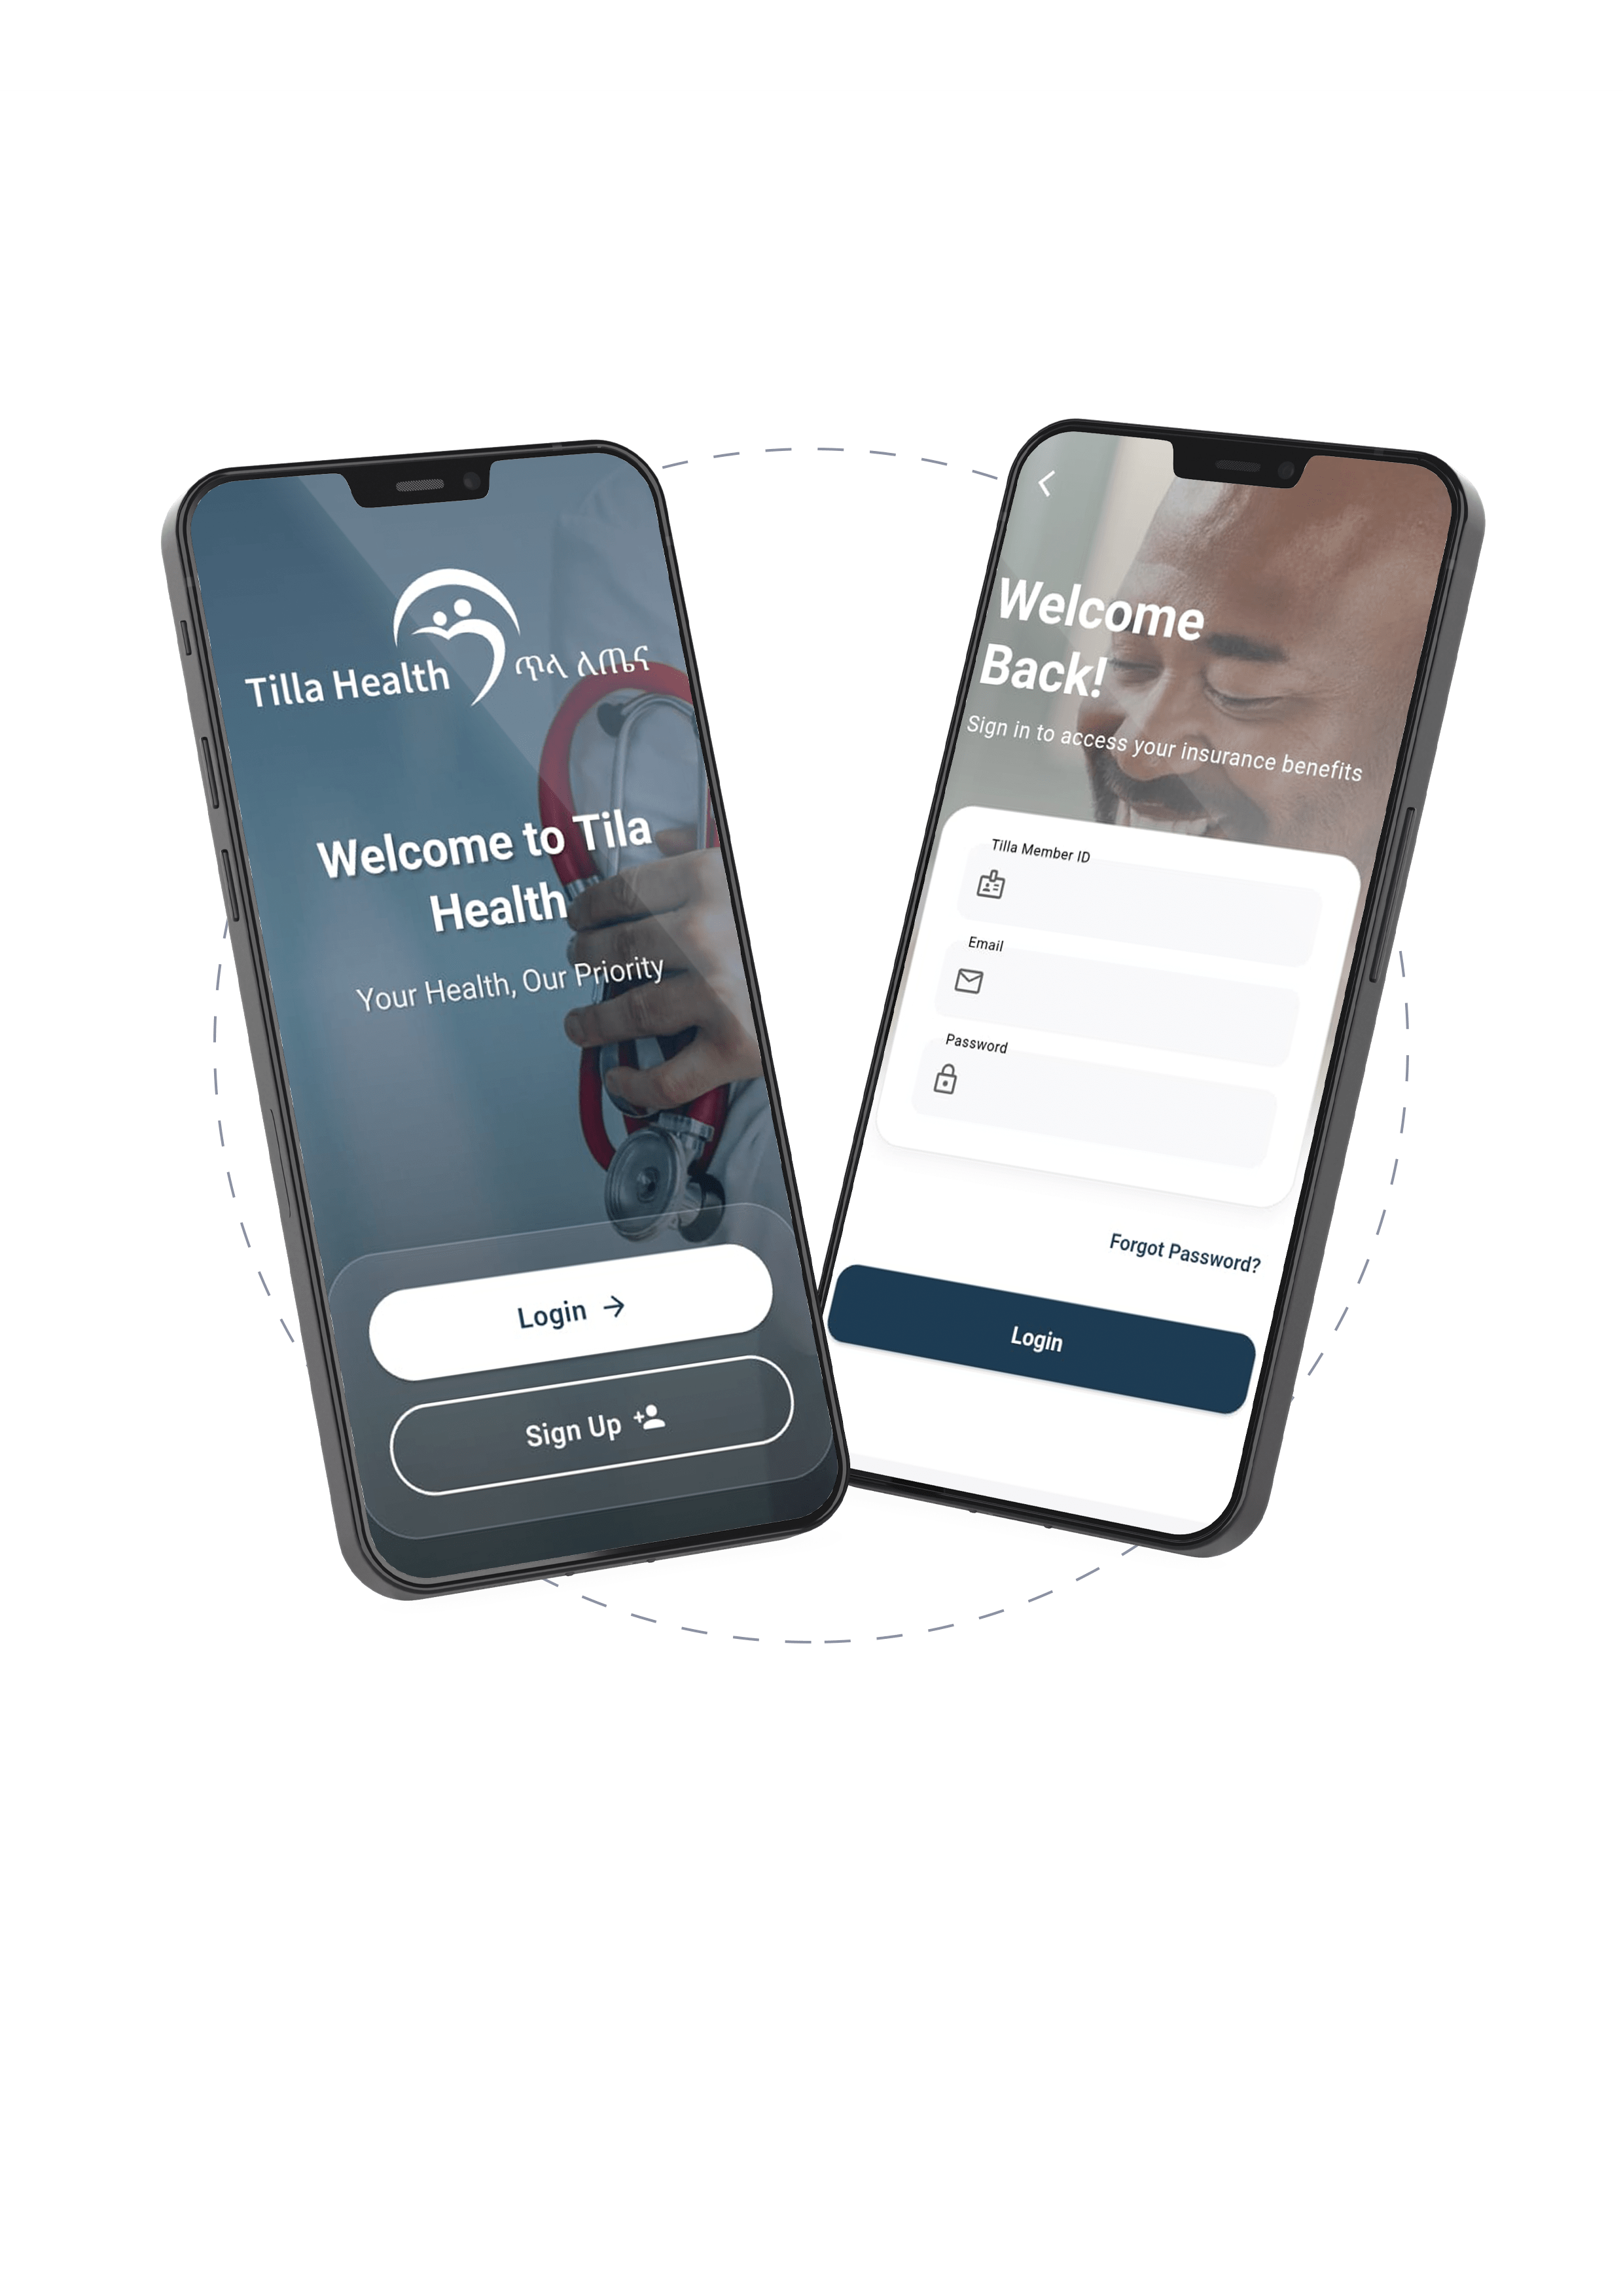 Tilla Health
ጥላ ለጤና
Welcome to Tila
Health
Your Health, Our Priority
Login
Sign Up
Welcome
Back!
Sign in to access your insurance benefits
Tilla Member ID
Email
Password
Forgot Password?
Login